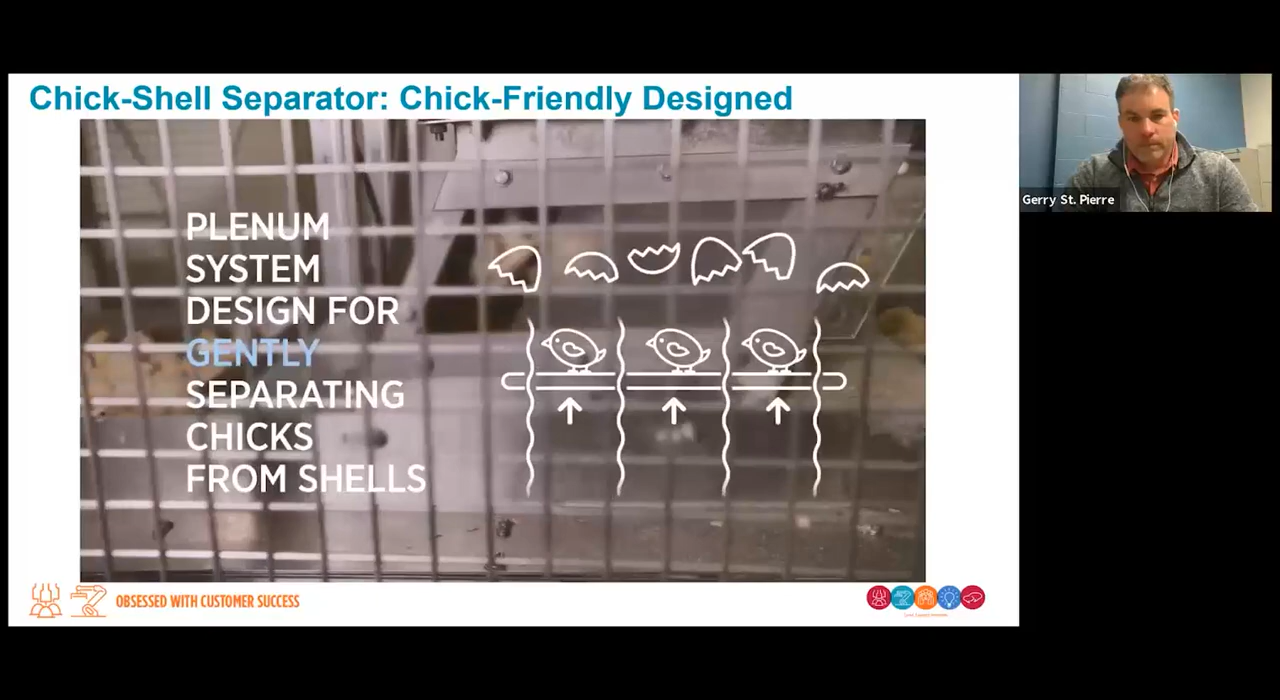 Chick-Shell Separator: Chick-Friendly Designed
PLENUM
SYSTEM
DESIGN FOR
GENTLY
SEPARATING
CHICKS
FROM SHELLS
Gerry St. Pierre
OBSESSED WITH CUSTOMER SUCCESS